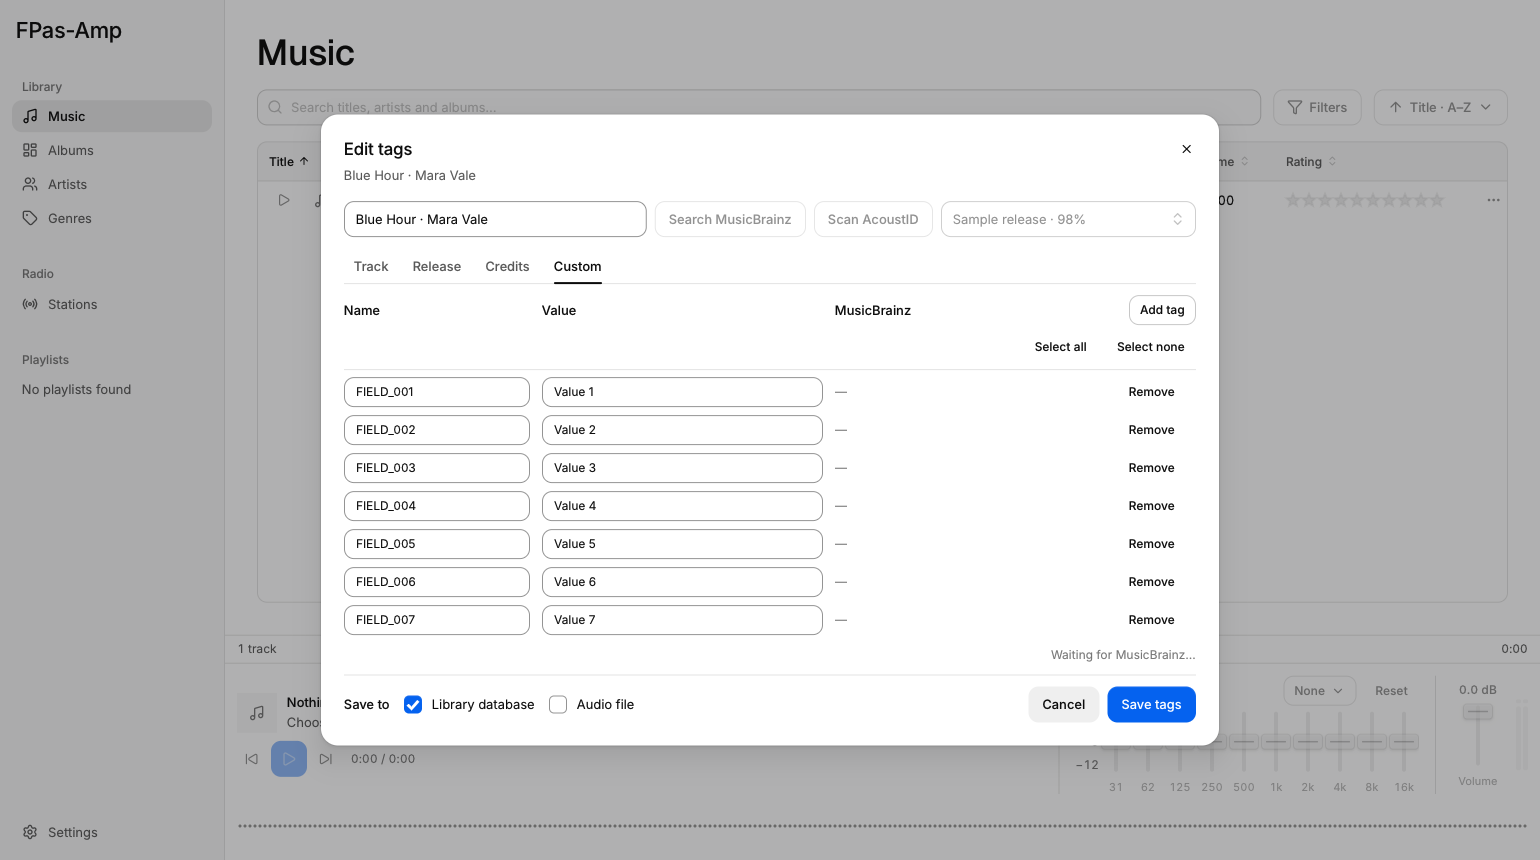 FPas-Amp
Library
Music
Albums
Artists
Genres
Radio
Stations
Playlists
No playlists found
Settings
Music
Search titles, artists and albums...
Filters
Title · A–Z
Title
Rating
1 track
0:00
0:00 / 0:00
None
Reset
−12
31 62 125 250 500 1k 2k 4k 8k 16k
0.0 dB
Volume
Edit tags
Blue Hour · Mara Vale
Blue Hour · Mara Vale
Search MusicBrainz
Scan AcoustID
Sample release · 98%
Track Release Credits Custom
Name Value MusicBrainz Add tag
Select all Select none
FIELD_001 Value 1 — Remove
FIELD_002 Value 2 — Remove
FIELD_003 Value 3 — Remove
FIELD_004 Value 4 — Remove
FIELD_005 Value 5 — Remove
FIELD_006 Value 6 — Remove
FIELD_007 Value 7 — Remove
Waiting for MusicBrainz...
Save to Library database Audio file Cancel Save tags